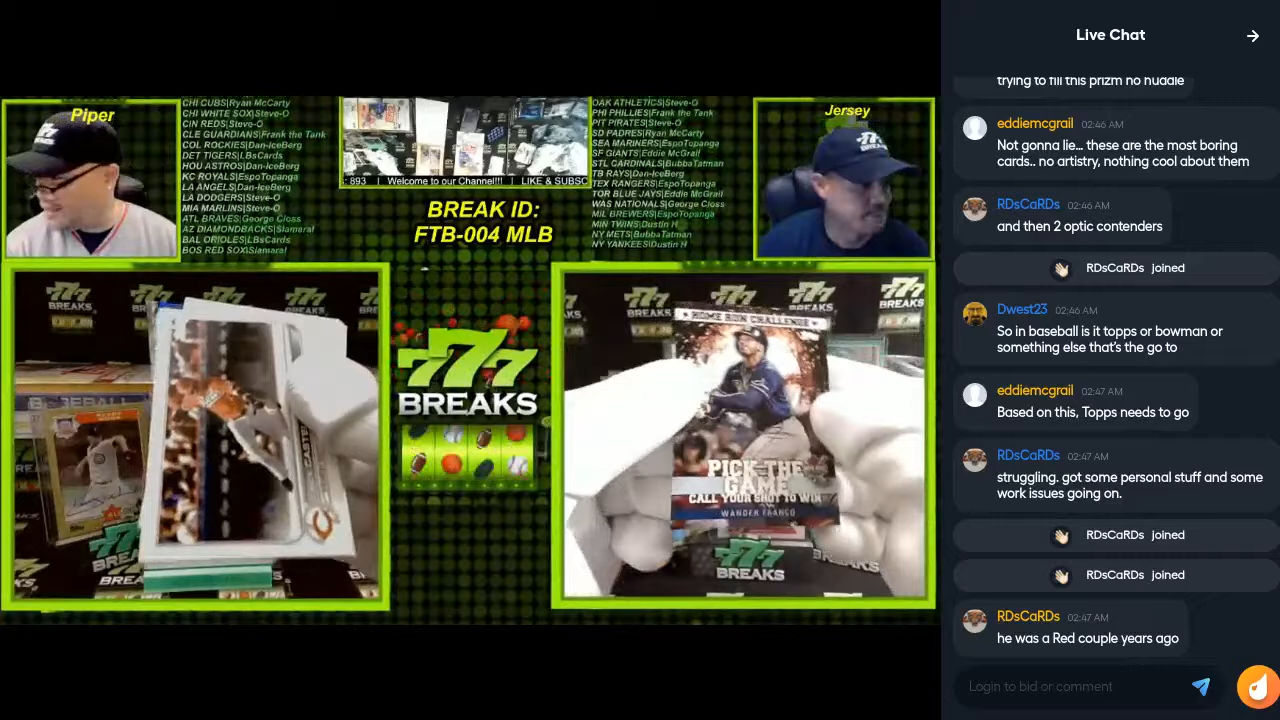 Piper
CHI CUBS|Ryan McCarty
CHI WHITE SOX|Steve-O
CIN REDS|Steve-O
CLE GUARDIANS|Frank the Tank
COL ROCKIES|Dan-IceBerg
DET TIGERS|LBsCards
HOU ASTROS|Dan-IceBerg
KC ROYALS|EspoTopanga
LA ANGELS|Dan-IceBerg
LA DODGERS|Steve-O
MIA MARLINS|Steve-O
ATL BRAVES|George Closs
AZ DIAMONDBACKS|Slamaral
BAL ORIOLES|LBsCards
BOS RED SOX|Slamaral
: 893 | Welcome to our Channel!!! | LIKE & SUBSC
BREAK ID:
FTB-004 MLB
OAK ATHLETICS|Steve-O
PHI PHILLIES|Frank the Tank
PIT PIRATES|Steve-O
SD PADRES|Ryan McCarty
SEA MARINERS|EspoTopanga
SF GIANTS|Eddie McGrail
STL CARDINALS|BubbaTatman
TB RAYS|Dan-IceBerg
TEX RANGERS|EspoTopanga
TOR BLUE JAYS|Eddie McGrail
WAS NATIONALS|George Closs
MIL BREWERS|EspoTopanga
MIN TWINS|Dustin H
NY METS|BubbaTatman
NY YANKEES|Dustin H
Jersey
777
BREAKS
777
BREAKS
HOME RUN CHALLENGE
PICK THE
GAME
CALL YOUR SHOT TO WIN
WANDER FRANCO
777
BREAKS
Live Chat
trying to fill this prizm no huddle
eddiemcgrail 02:46 AM
Not gonna lie... these are the most boring
cards.. no artistry, nothing cool about them
RDsCaRDs 02:46 AM
and then 2 optic contenders
RDsCaRDs joined
Dwest23 02:46 AM
So in baseball is it topps or bowman or
something else that's the go to
eddiemcgrail 02:47 AM
Based on this, Topps needs to go
RDsCaRDs 02:47 AM
struggling. got some personal stuff and some
work issues going on.
RDsCaRDs joined
RDsCaRDs joined
RDsCaRDs 02:47 AM
he was a Red couple years ago
Login to bid or comment